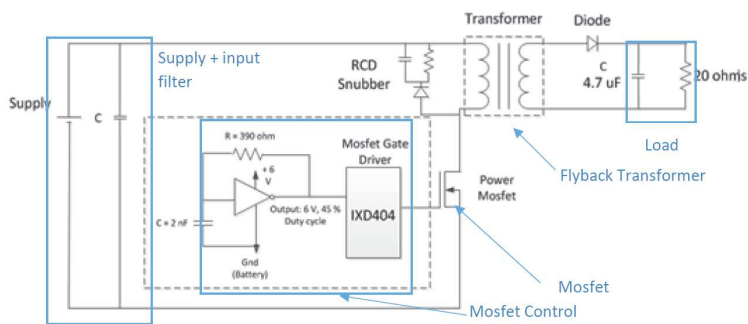 Transformer
Diode
Supply + input
filter
RCD
Snubber
C
4.7 uF
20 ohms
Supply
C
R = 390 ohm
Mosfet Gate
Driver
+ 6
V
Load
Flyback Transformer
Power
Mosfet
Output: 6 V, 45 %
Duty cycle
IXD404
C = 2 nF
Gnd
(Battery)
Mosfet
Mosfet Control